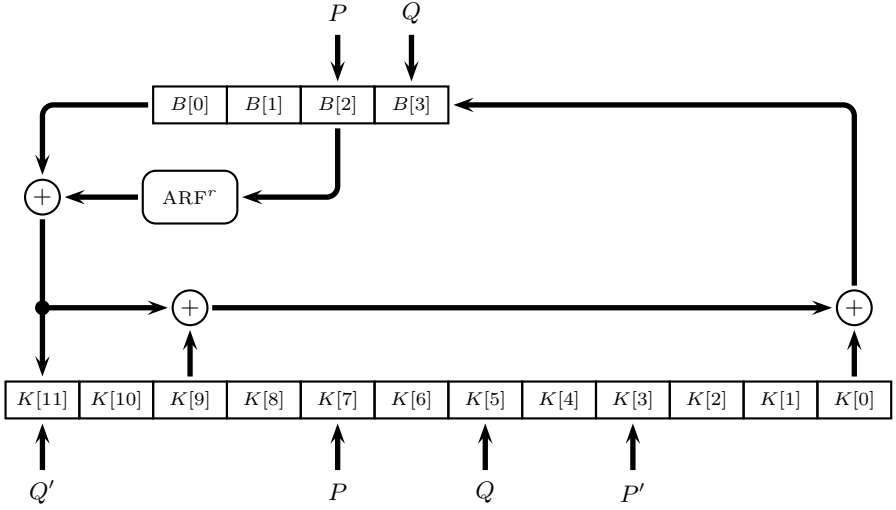 P Q
B[0] B[1] B[2] B[3]
+ ARF^r
+ +
K[11] K[10] K[9] K[8] K[7] K[6] K[5] K[4] K[3] K[2] K[1] K[0]
Q′ P Q P′